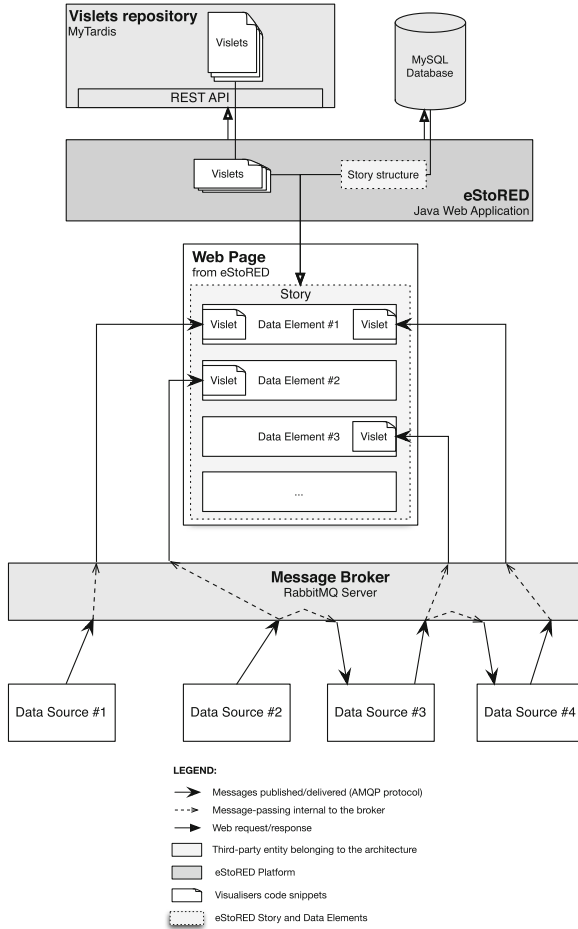 Vislets repository
MyTardis
Vislets
REST API
MySQL
Database
Vislets
Story structure
eStoRED
Java Web Application
Web Page
from eStoRED
Story
Vislet
Data Element #1
Vislet
Vislet
Data Element #2
Data Element #3
Vislet
...
Message Broker
RabbitMQ Server
Data Source #1
Data Source #2
Data Source #3
Data Source #4
LEGEND:
Messages published/delivered (AMQP protocol)
Message-passing internal to the broker
Web request/response
Third-party entity belonging to the architecture
eStoRED Platform
Visualisers code snippets
eStoRED Story and Data Elements